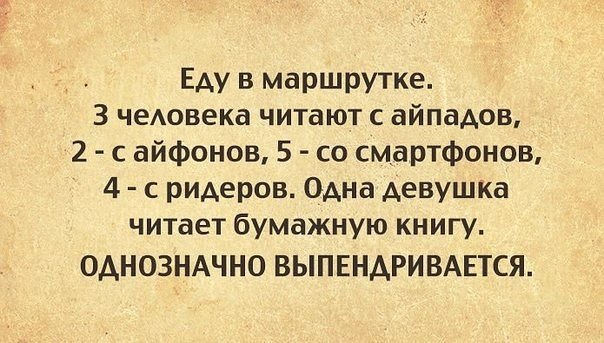 Еду в маршрутке.
3 человека читают с айпадов,
2 - с айфонов, 5 - со смартфонов,
4 - с ридеров. Одна девушка
читает бумажную книгу.
ОДНОЗНАЧНО ВЫПЕНДРИВАЕТСЯ.